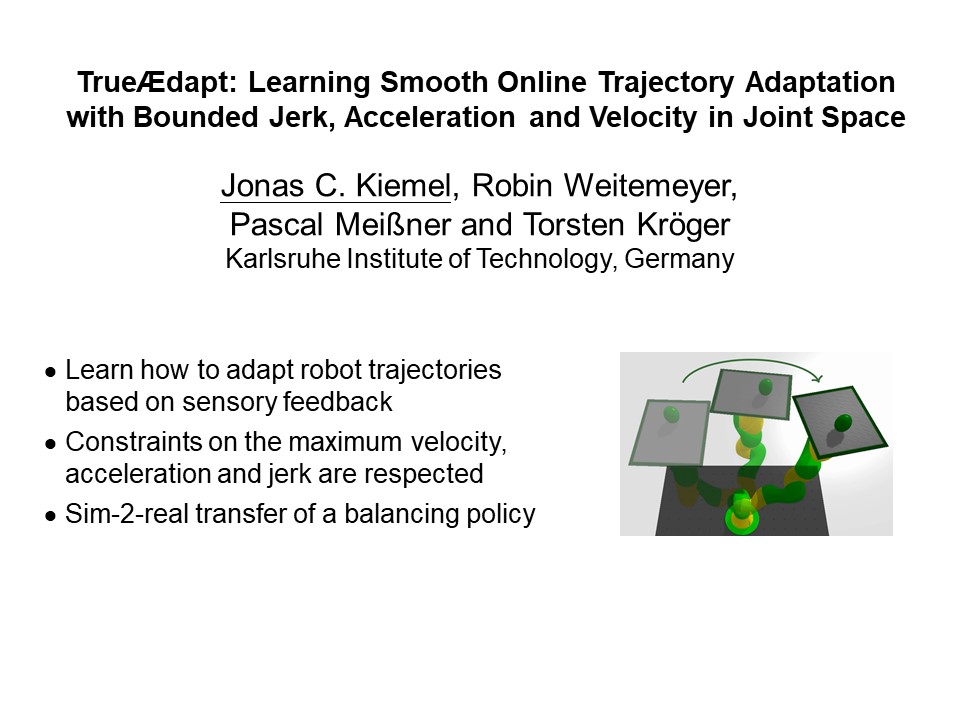 TrueÆdapt: Learning Smooth Online Trajectory Adaptation
with Bounded Jerk, Acceleration and Velocity in Joint Space
Jonas C. Kiemel, Robin Weitemeyer,
Pascal Meißner and Torsten Kröger
Karlsruhe Institute of Technology, Germany
● Learn how to adapt robot trajectories
based on sensory feedback
● Constraints on the maximum velocity,
acceleration and jerk are respected
● Sim-2-real transfer of a balancing policy